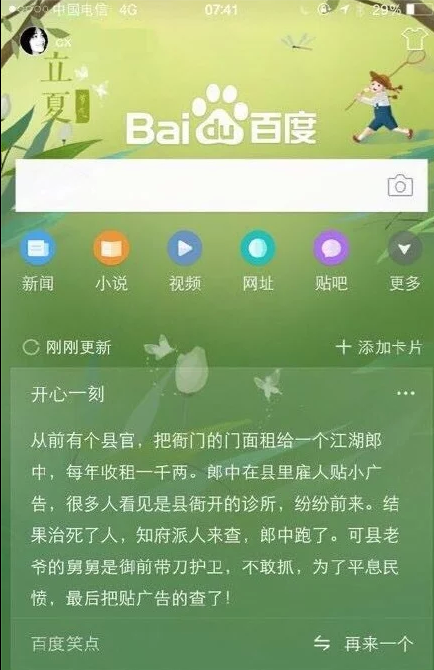 中国电信 4G 07:41 29%
cx
立夏
Bai du 百度
新闻 小说 视频 网址 贴吧 更多
刚刚更新 添加卡片
开心一刻
从前有个县官，把衙门的门面租给一个江湖郎
中，每年收租一千两。郎中在县里雇人贴小广
告，很多人看见是县衙开的诊所，纷纷前来。结
果治死了人，知府派人来查，郎中跑了。可县老
爷的舅舅是御前带刀护卫，不敢抓，为了平息民
愤，最后把贴广告的查了！
百度笑点 再来一个